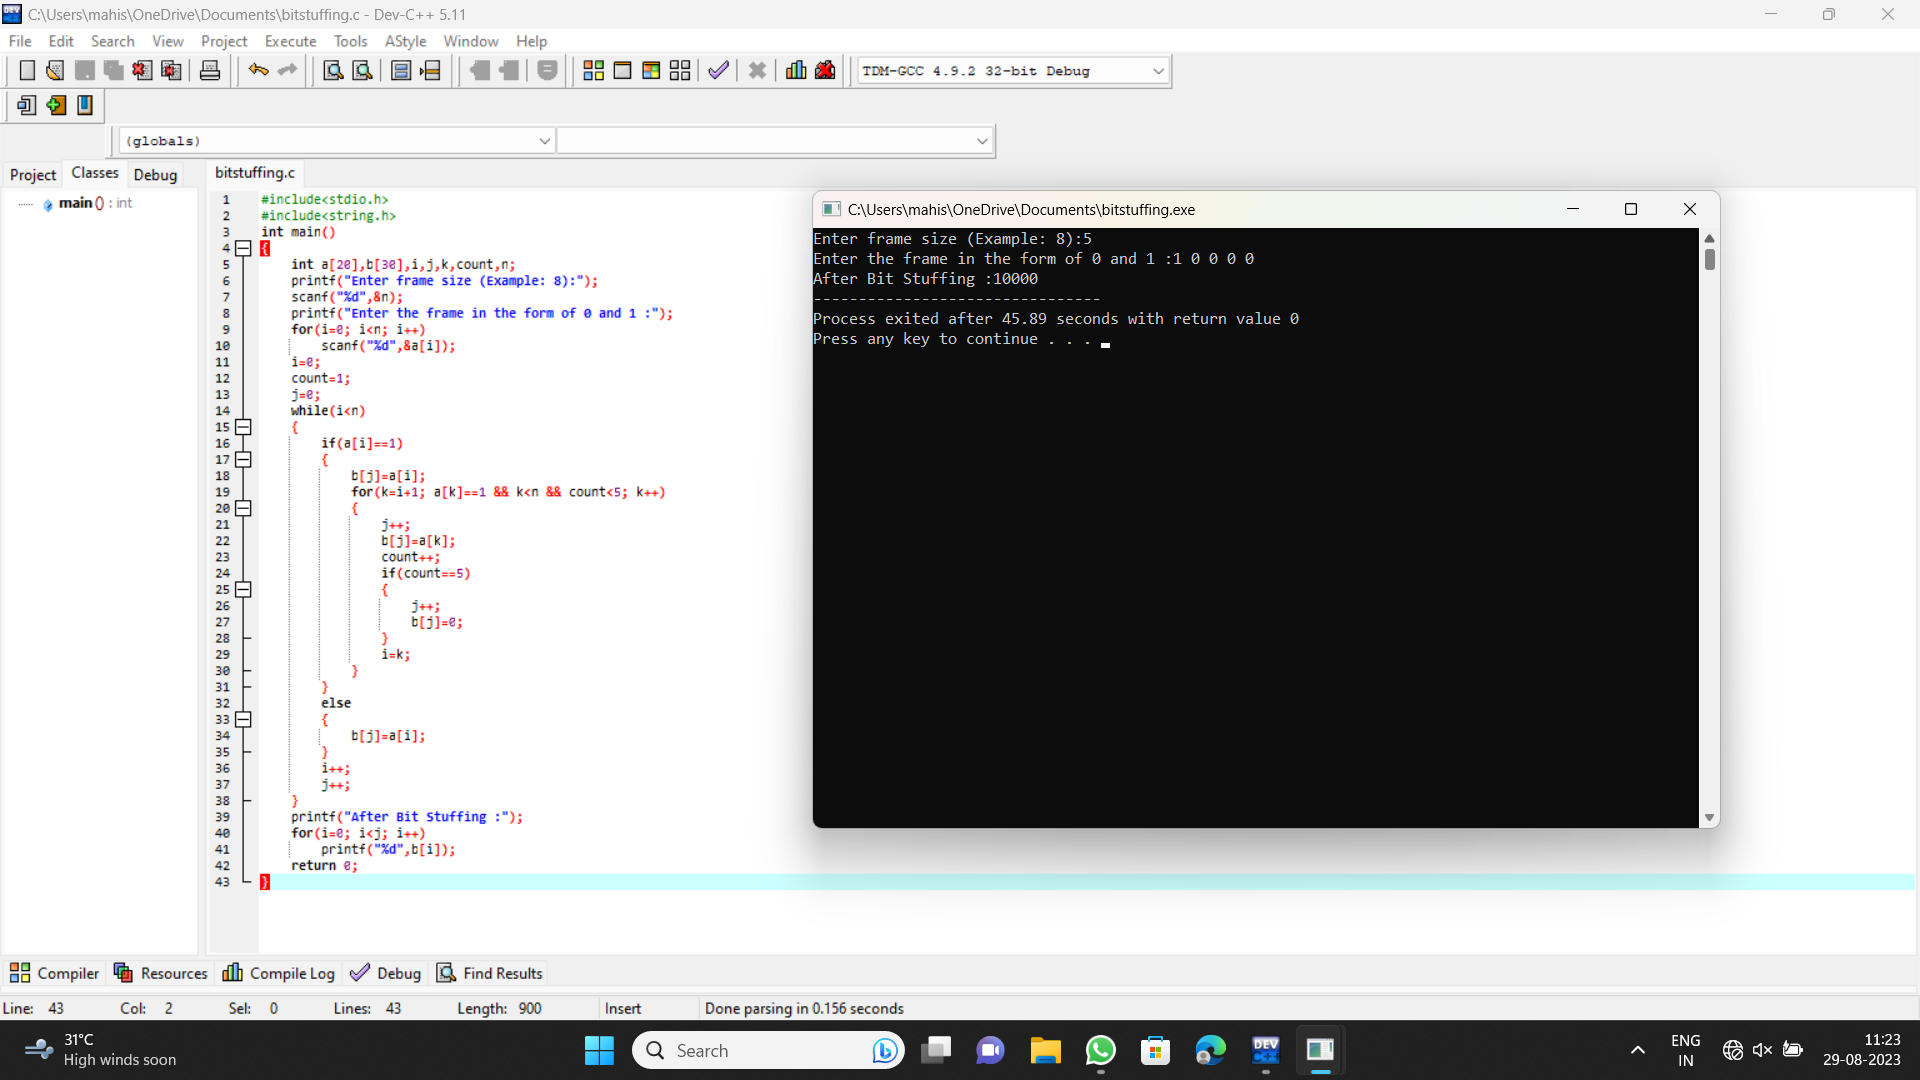 C:\Users\mahis\OneDrive\Documents\bitstuffing.c - Dev-C++ 5.11
File Edit Search View Project Execute Tools AStyle Window Help
TDM-GCC 4.9.2 32-bit Debug
(globals)
Project Classes Debug
main () : int
bitstuffing.c
1 #include<stdio.h>
2 #include<string.h>
3 int main()
4 {
5 int a[20],b[30],i,j,k,count,n;
6 printf("Enter frame size (Example: 8):");
7 scanf("%d",&n);
8 printf("Enter the frame in the form of 0 and 1 :");
9 for(i=0; i<n; i++)
10 scanf("%d",&a[i]);
11 i=0;
12 count=1;
13 j=0;
14 while(i<n)
15 {
16 if(a[i]==1)
17 {
18 b[j]=a[i];
19 for(k=i+1; a[k]==1 && k<n && count<5; k++)
20 {
21 j++;
22 b[j]=a[k];
23 count++;
24 if(count==5)
25 {
26 j++;
27 b[j]=0;
28 }
29 i=k;
30 }
31 }
32 else
33 {
34 b[j]=a[i];
35 }
36 i++;
37 j++;
38 }
39 printf("After Bit Stuffing :");
40 for(i=0; i<j; i++)
41 printf("%d",b[i]);
42 return 0;
43 }
C:\Users\mahis\OneDrive\Documents\bitstuffing.exe
Enter frame size (Example: 8):5
Enter the frame in the form of 0 and 1 :1 0 0 0 0
After Bit Stuffing :10000
--------------------------------
Process exited after 45.89 seconds with return value 0
Press any key to continue . . .
Compiler Resources Compile Log Debug Find Results
Line: 43 Col: 2 Sel: 0 Lines: 43 Length: 900 Insert Done parsing in 0.156 seconds
31°C
High winds soon
Search
DEV
C++
ENG
IN
11:23
29-08-2023